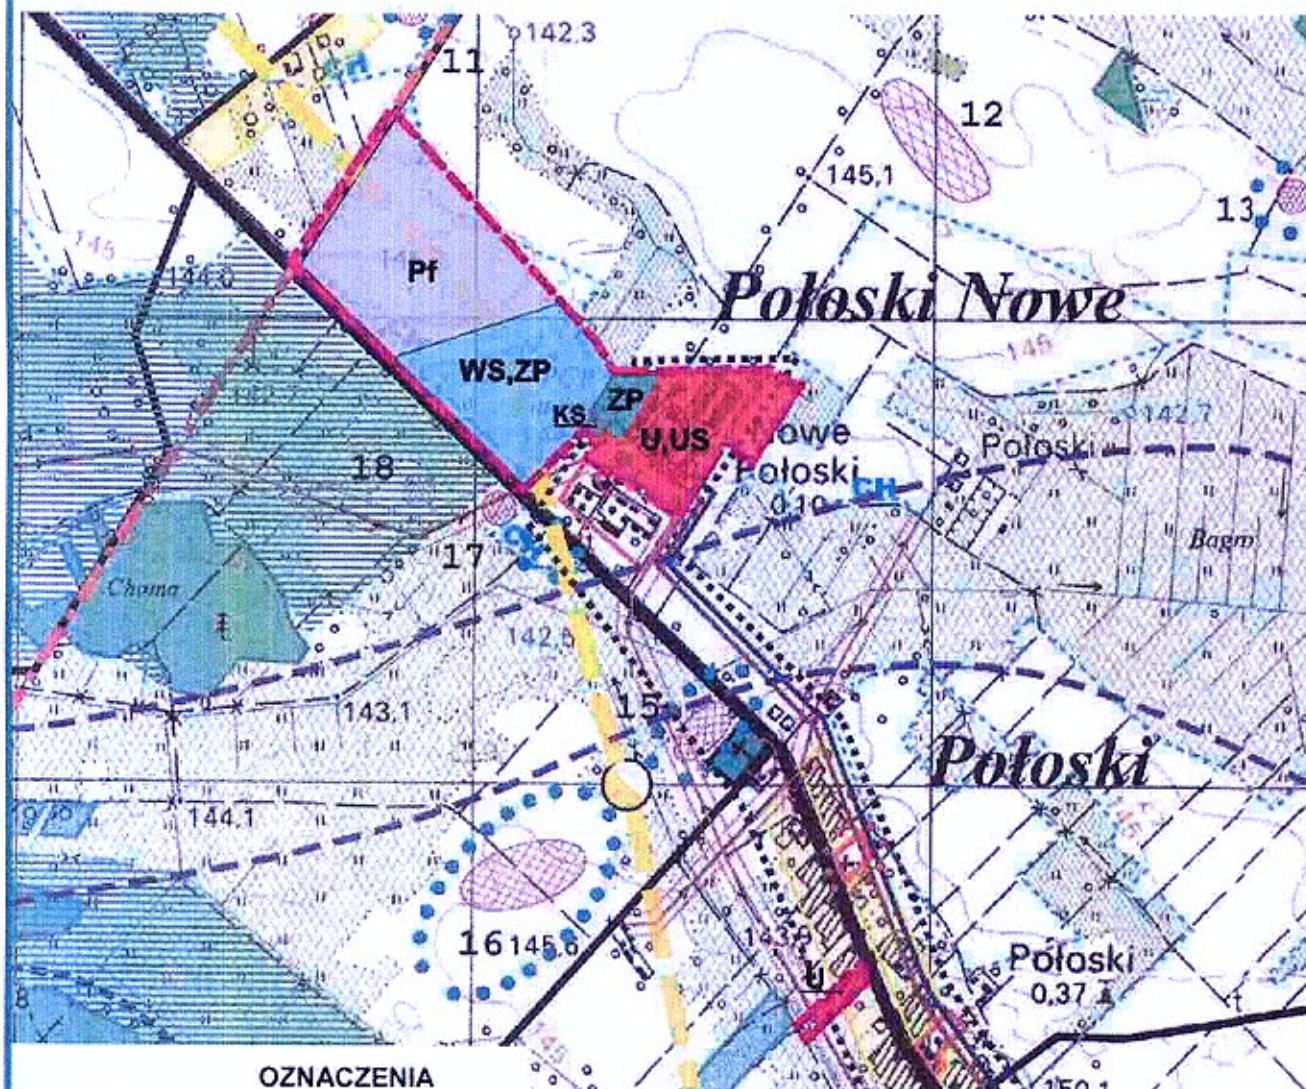 142.3
11
12
145,1
13
145
144.0
Pf
Połoski Nowe
146
WS,ZP
ZP
KS
142.7
U,US
Nowe
Połoski
Połoski
0,10
CH
18
17
Bagno
Choma
142,5
15
143,1
Połoski
144,1
16 145,6
U
Połoski
0,37
OZNACZENIA